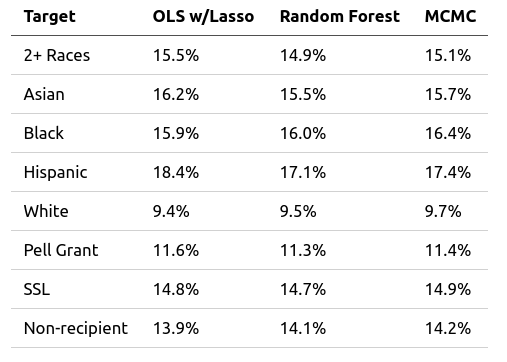 Target OLS w/Lasso Random Forest MCMC
2+ Races 15.5% 14.9% 15.1%
Asian 16.2% 15.5% 15.7%
Black 15.9% 16.0% 16.4%
Hispanic 18.4% 17.1% 17.4%
White 9.4% 9.5% 9.7%
Pell Grant 11.6% 11.3% 11.4%
SSL 14.8% 14.7% 14.9%
Non-recipient 13.9% 14.1% 14.2%